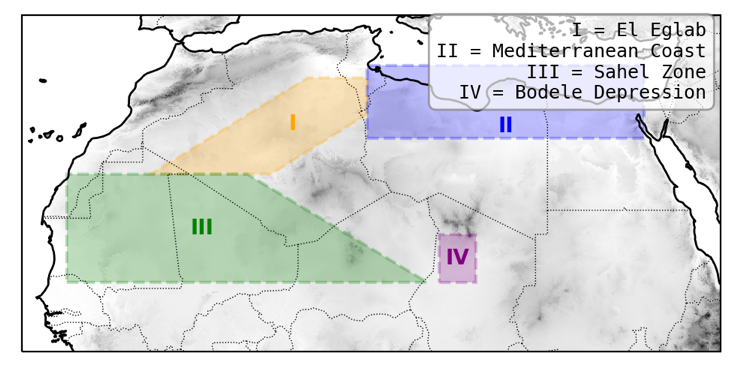 I = El Eglab
II = Mediterranean Coast
III = Sahel Zone
IV = Bodele Depression
I
II
III
IV